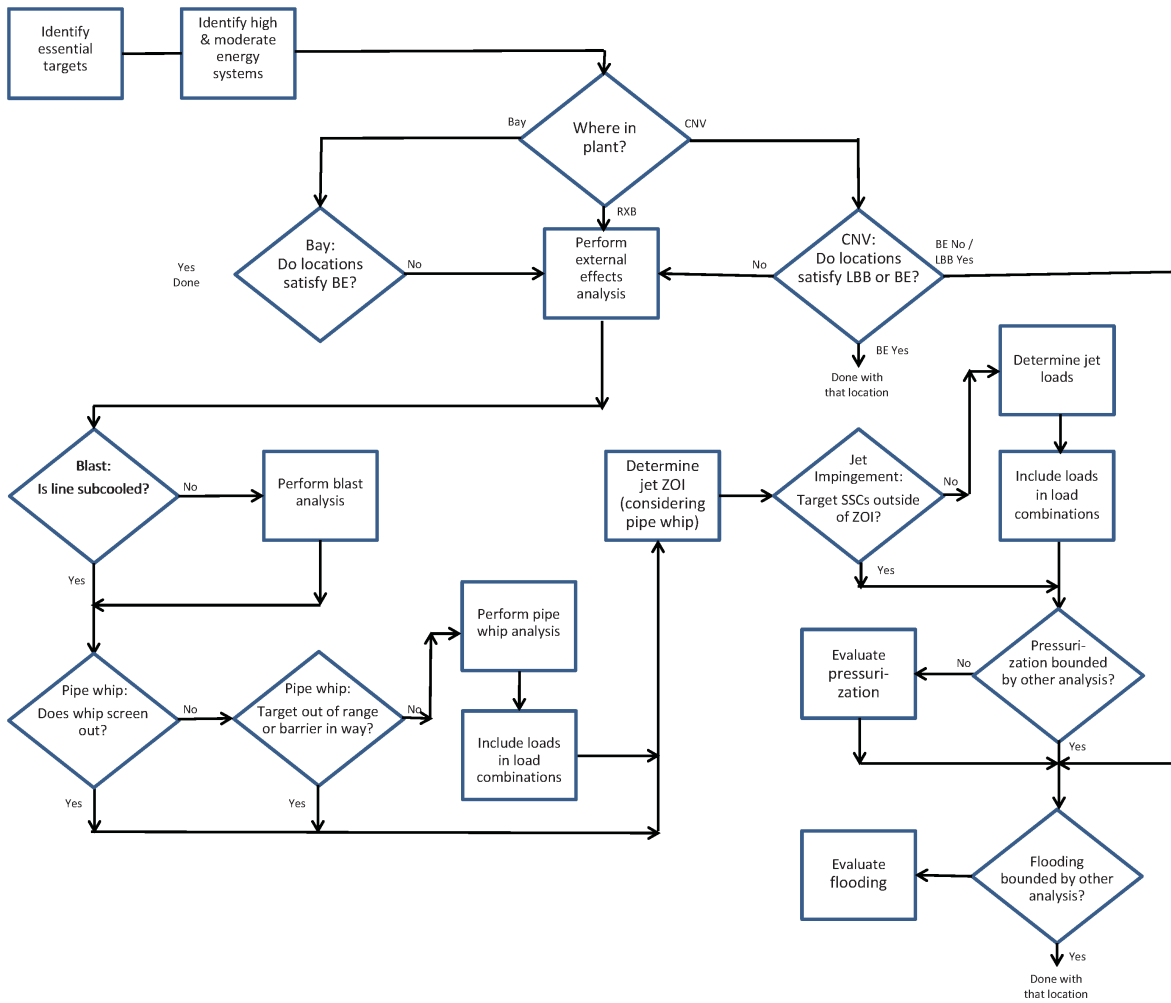 Identify
essential
targets
Identify high
& moderate
energy
systems
Where in
plant?
Bay
CNV
RXB
Bay:
Do locations
satisfy BE?
Yes
Done
No
Perform
external
effects
analysis
No
CNV:
Do locations
satisfy LBB or BE?
BE No /
LBB Yes
BE Yes
Done with
that location
Blast:
Is line subcooled?
No
Yes
Perform blast
analysis
Pipe whip:
Does whip screen
out?
No
Yes
Pipe whip:
Target out of range
or barrier in way?
No
Yes
Perform pipe
whip analysis
Include loads
in load
combinations
Determine
jet ZOI
(considering
pipe whip)
Jet
Impingement:
Target SSCs outside
of ZOI?
No
Yes
Determine jet
loads
Include loads
in load
combinations
Pressuri-
zation bounded
by other analysis?
No
Yes
Evaluate
pressuri-
zation
Flooding
bounded by other
analysis?
Evaluate
flooding
Yes
Done with
that location